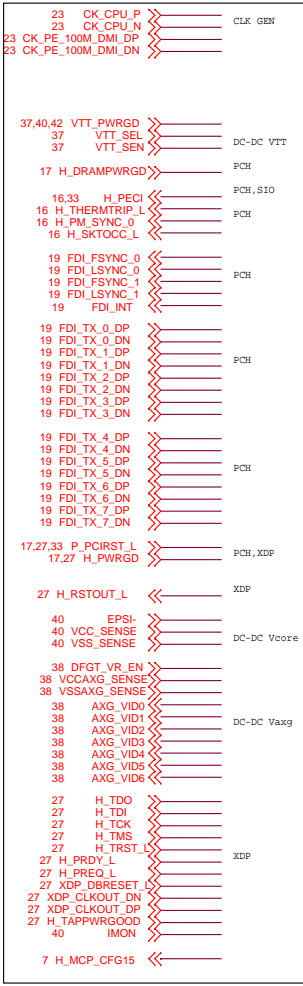 23 CK_CPU_P
CLK GEN
23 CK_CPU_N
23 CK_PE_100M_DMI_DP
23 CK_PE_100M_DMI_DN
37,40,42 VTT_PWRGD
37 VTT_SEL
DC-DC VTT
37 VTT_SEN
17 H_DRAMPWRGD
PCH
16,33 H_PECI
PCH,SIO
16 H_THERMTRIP_L
PCH
16 H_PM_SYNC_0
16 H_SKTOCC_L
19 FDI_FSYNC_0
19 FDI_LSYNC_0
PCH
19 FDI_FSYNC_1
19 FDI_LSYNC_1
19 FDI_INT
19 FDI_TX_0_DP
19 FDI_TX_0_DN
19 FDI_TX_1_DP
PCH
19 FDI_TX_1_DN
19 FDI_TX_2_DP
19 FDI_TX_2_DN
19 FDI_TX_3_DP
19 FDI_TX_3_DN
19 FDI_TX_4_DP
19 FDI_TX_4_DN
19 FDI_TX_5_DP
PCH
19 FDI_TX_5_DN
19 FDI_TX_6_DP
19 FDI_TX_6_DN
19 FDI_TX_7_DP
19 FDI_TX_7_DN
17,27,33 P_PCIRST_L
PCH,XDP
17,27 H_PWRGD
XDP
27 H_RSTOUT_L
40 EPSI-
40 VCC_SENSE
DC-DC Vcore
40 VSS_SENSE
38 DFGT_VR_EN
38 VCCAXG_SENSE
38 VSSAXG_SENSE
38 AXG_VID0
38 AXG_VID1
DC-DC Vaxg
38 AXG_VID2
38 AXG_VID3
38 AXG_VID4
38 AXG_VID5
38 AXG_VID6
27 H_TDO
27 H_TDI
27 H_TCK
27 H_TMS
27 H_TRST_L
XDP
27 H_PRDY_L
27 H_PREQ_L
27 XDP_DBRESET_L
27 XDP_CLKOUT_DN
27 XDP_CLKOUT_DP
27 H_TAPPWRGOOD
40 IMON
7 H_MCP_CFG15